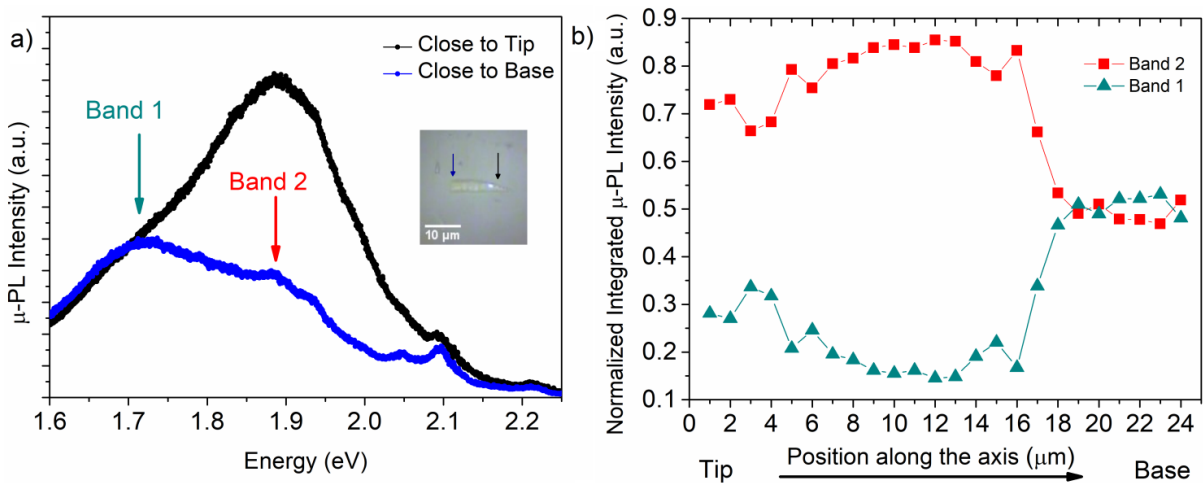 a)
Close to Tip
Close to Base
Band 1
Band 2
10 μm
μ-PL Intensity (a.u.)
1.6 1.7 1.8 1.9 2.0 2.1 2.2
Energy (eV)
b)
Band 2
Band 1
Normalized Integrated μ-PL Intensity (a.u.)
0.9
0.8
0.7
0.6
0.5
0.4
0.3
0.2
0.1
0 2 4 6 8 10 12 14 16 18 20 22 24
Position along the axis (μm)
Tip
Base